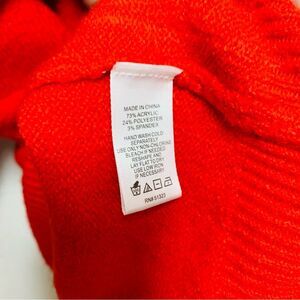 MADE IN CHINA
73% ACRYLIC
24% POLYESTER
3% SPANDEX
HAND WASH COLD
SEPARATELY
USE ONLY NON-CHLORINE
BLEACH IF NEEDED
RESHAPE AND
LAY FLAT TO DRY
USE LOW IRON
IF NECESSARY
RN# 51323